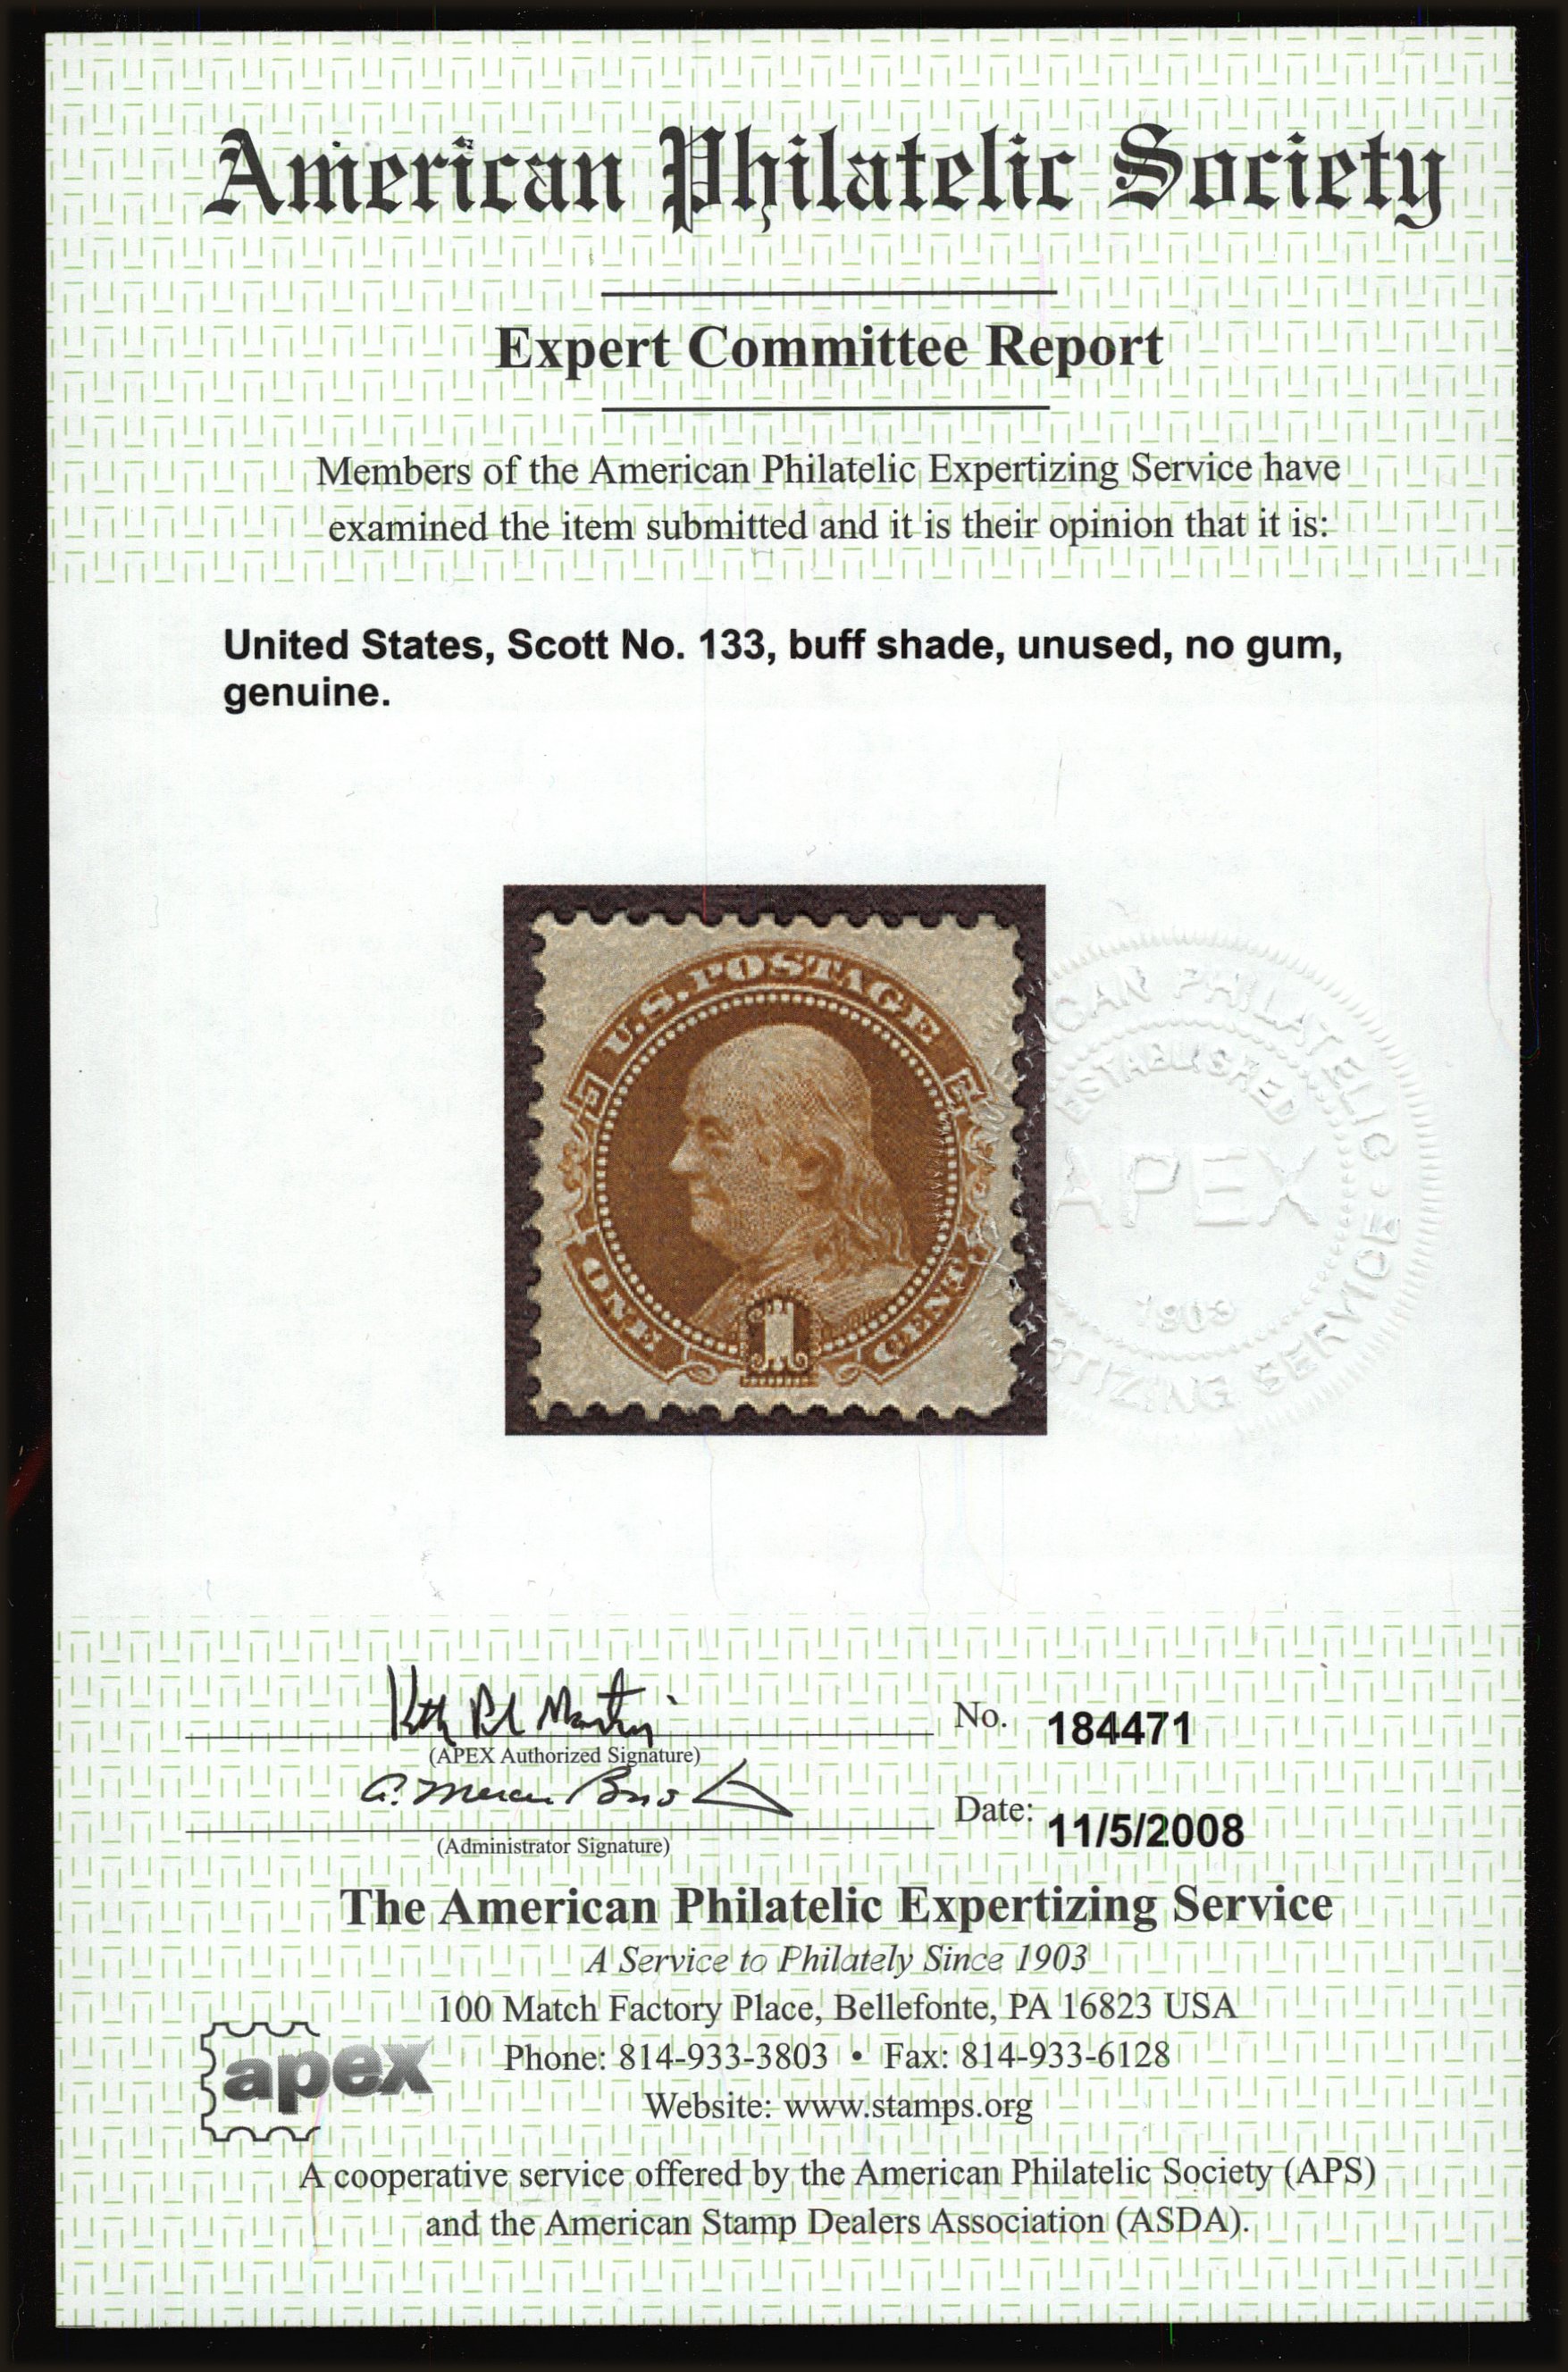 American Philatelic Society
Expert Committee Report
Members of the American Philatelic Expertizing Service have
examined the item submitted and it is their opinion that it is:
United States, Scott No. 133, buff shade, unused, no gum,
genuine.
U.S. POSTAGE
ONE
1
CENT
ICAN PHILATELIC
ESTABLISHED
APEX
1903
RTIZING SERVICE
No. 184471
(APEX Authorized Signature)
Date: 11/5/2008
(Administrator Signature)
The American Philatelic Expertizing Service
A Service to Philately Since 1903
100 Match Factory Place, Bellefonte, PA 16823 USA
Phone: 814-933-3803 • Fax: 814-933-6128
Website: www.stamps.org
apex
A cooperative service offered by the American Philatelic Society (APS)
and the American Stamp Dealers Association (ASDA).